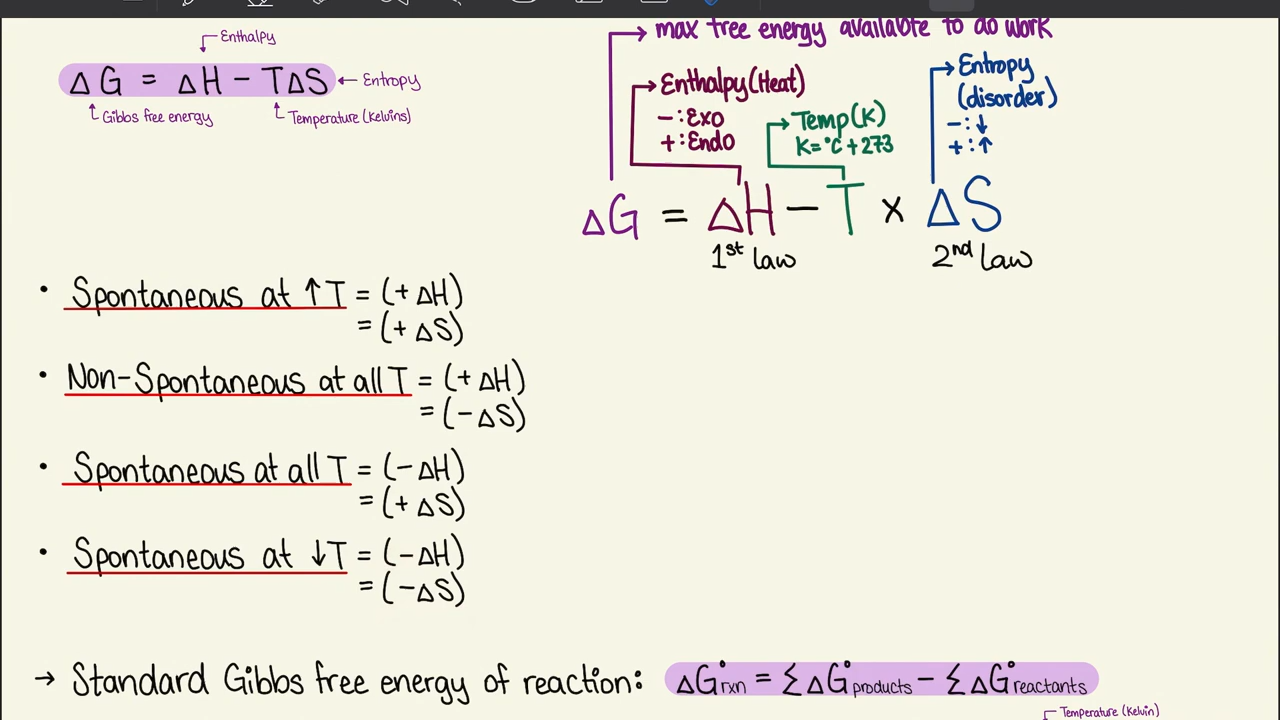 Enthalpy
ΔG = ΔH - TΔS ← Entropy
Gibbs free energy
Temperature (Kelvins)
max free energy available to do work
Enthalpy (Heat)
- : Exo
+ : Endo
Temp (K)
K = °C + 273
Entropy
(disorder)
- : ↓
+ : ↑
ΔG = ΔH - T x ΔS
1st law
2nd law
• Spontaneous at ↑T = (+ ΔH)
= (+ ΔS)
• Non-Spontaneous at all T = (+ ΔH)
= (- ΔS)
• Spontaneous at all T = (- ΔH)
= (+ ΔS)
• Spontaneous at ↓T = (- ΔH)
= (- ΔS)
→ Standard Gibbs free energy of reaction: ΔG°rxn = Σ ΔG°products - Σ ΔG°reactants
Temperature (Kelvin)